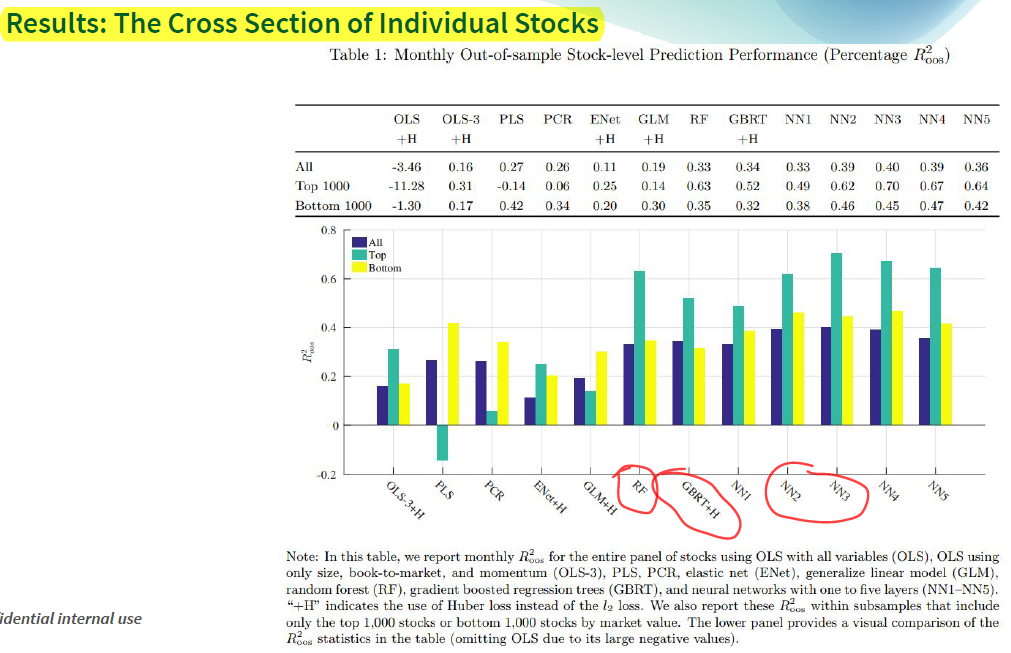 Results: The Cross Section of Individual Stocks
Table 1: Monthly Out-of-sample Stock-level Prediction Performance (Percentage R²oos)
OLS OLS-3 PLS PCR ENet GLM RF GBRT NN1 NN2 NN3 NN4 NN5
+H +H +H +H +H
All -3.46 0.16 0.27 0.26 0.11 0.19 0.33 0.34 0.33 0.39 0.40 0.39 0.36
Top 1000 -11.28 0.31 -0.14 0.06 0.25 0.14 0.63 0.52 0.49 0.62 0.70 0.67 0.64
Bottom 1000 -1.30 0.17 0.42 0.34 0.20 0.30 0.35 0.32 0.38 0.46 0.45 0.47 0.42
0.8
All
Top
Bottom
0.6
0.4
R²oos
0.2
0
-0.2
OLS-3+H PLS PCR ENet+H GLM+H RF GBRT+H NN1 NN2 NN3 NN4 NN5
Note: In this table, we report monthly R²oos for the entire panel of stocks using OLS with all variables (OLS), OLS using
only size, book-to-market, and momentum (OLS-3), PLS, PCR, elastic net (ENet), generalize linear model (GLM),
random forest (RF), gradient boosted regression trees (GBRT), and neural networks with one to five layers (NN1–NN5).
“+H” indicates the use of Huber loss instead of the l₂ loss. We also report these R²oos within subsamples that include
only the top 1,000 stocks or bottom 1,000 stocks by market value. The lower panel provides a visual comparison of the
R²oos statistics in the table (omitting OLS due to its large negative values).
idential internal use